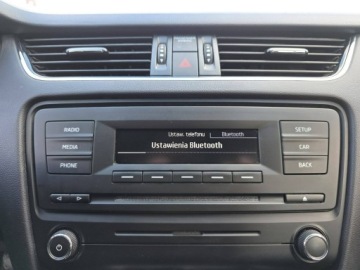 Ustaw. telefonu Bluetooth
RADIO
SETUP
Ustawienia Bluetooth
MEDIA
CAR
PHONE
BACK